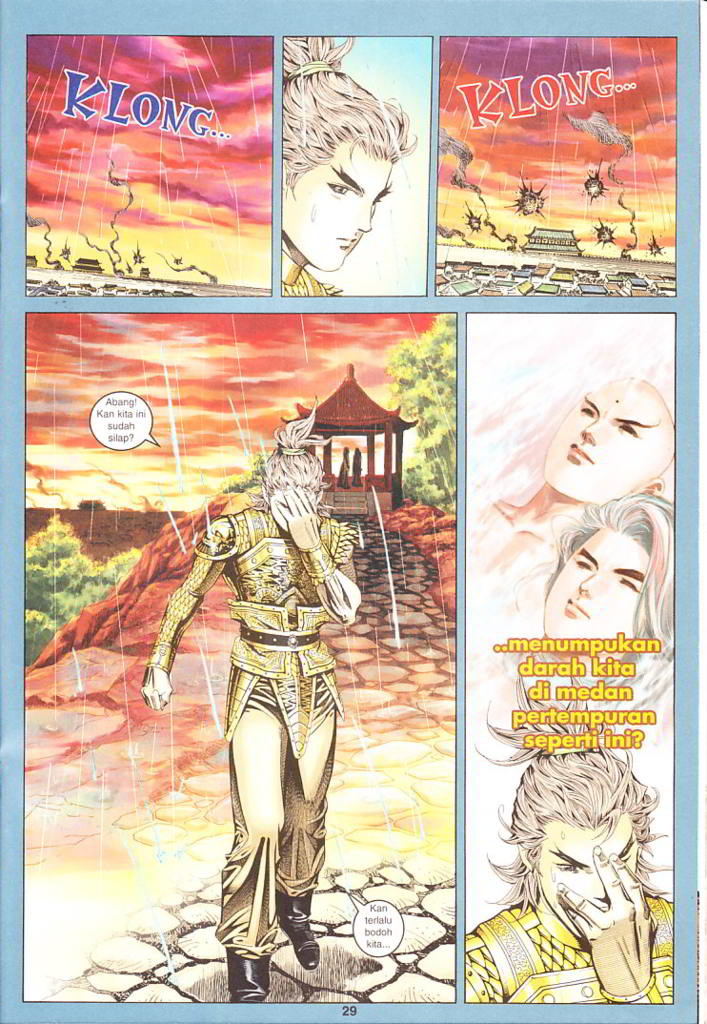 KLONG...
KLONG...
Abang!
Kan kita ini
sudah
silap?
Kan
terlalu
bodoh
kita...
..menumpukan
darah kita
di medan
pertempuran
seperti ini?
29